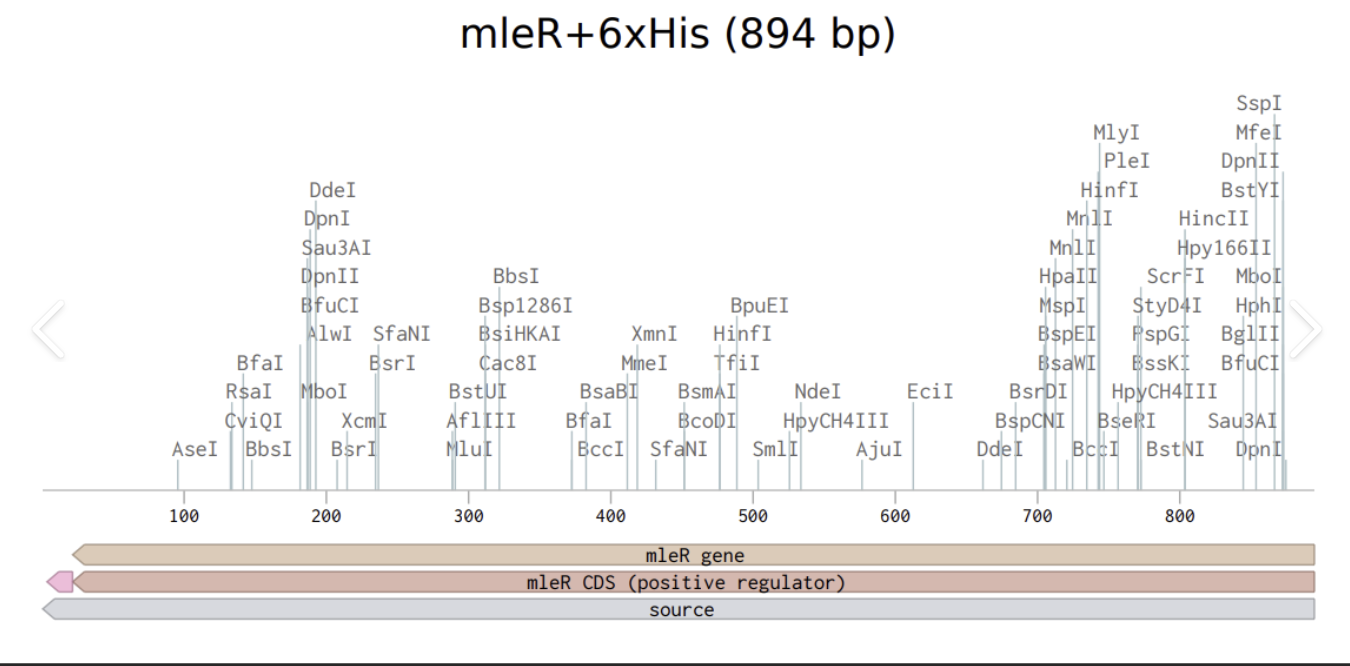 mleR+6xHis (894 bp)
SspI
MlyI MfeI
PleI DpnII
DdeI HinfI BstYI
DpnI MnlI HincII
Sau3AI MnlI Hpy166II
DpnII BbsI HpaII ScrFI MboI
BfuCI Bsp1286I BpuEI MspI StyD4I HphI
AlwI SfaNI BsiHKAI XmnI HinfI BspEI PspGI BglII
BfaI BsrI Cac8I MmeI TfiI BsaWI BssKI BfuCI
RsaI MboI BstUI BsaBI BsmAI NdeI EciI BsrDI HpyCH4III
CviQI XcmI AflIII BfaI BcoDI HpyCH4III BspCNI BseRI Sau3AI
AseI BbsI BsrI MluI BccI SfaNI SmlI AjuI DdeI BccI BstNI DpnI
100 200 300 400 500 600 700 800
mleR gene
mleR CDS (positive regulator)
source